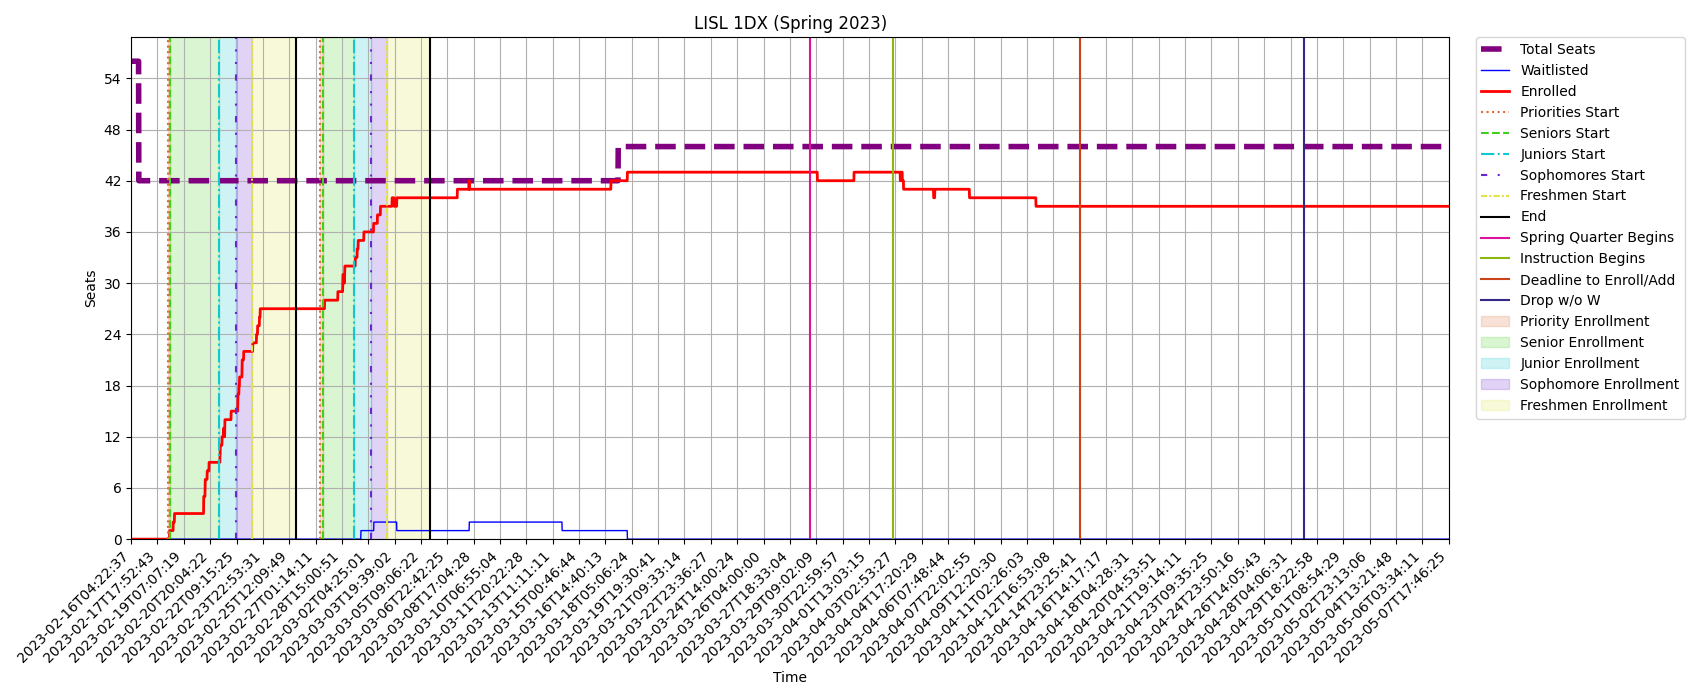 LISL 1DX (Spring 2023)
Seats
54
48
42
36
30
24
18
12
6
0
2023-02-16T04:22:37
2023-02-17T17:52:43
2023-02-19T07:07:19
2023-02-20T20:04:22
2023-02-22T09:15:25
2023-02-23T22:53:31
2023-02-25T12:09:49
2023-02-27T01:14:11
2023-02-28T15:00:51
2023-03-02T04:25:01
2023-03-03T19:39:02
2023-03-05T09:06:22
2023-03-06T22:42:25
2023-03-08T17:04:28
2023-03-10T06:55:04
2023-03-11T20:22:28
2023-03-13T11:11:11
2023-03-15T00:46:44
2023-03-16T14:40:13
2023-03-18T05:06:24
2023-03-19T19:30:41
2023-03-21T09:33:14
2023-03-22T23:36:27
2023-03-24T14:00:24
2023-03-26T04:00:00
2023-03-27T18:33:04
2023-03-29T09:02:09
2023-03-30T22:59:57
2023-04-01T13:03:15
2023-04-03T02:53:27
2023-04-04T17:20:29
2023-04-06T07:48:44
2023-04-07T22:02:55
2023-04-09T12:20:30
2023-04-11T02:26:03
2023-04-12T16:53:08
2023-04-14T23:25:41
2023-04-16T14:17:17
2023-04-18T04:28:31
2023-04-20T04:53:51
2023-04-21T19:14:11
2023-04-23T09:35:25
2023-04-24T23:50:16
2023-04-26T14:05:43
2023-04-28T04:06:31
2023-04-29T18:22:58
2023-05-01T08:54:29
2023-05-02T23:13:06
2023-05-04T13:21:48
2023-05-06T03:34:11
2023-05-07T17:46:25
Time
Total Seats
Waitlisted
Enrolled
Priorities Start
Seniors Start
Juniors Start
Sophomores Start
Freshmen Start
End
Spring Quarter Begins
Instruction Begins
Deadline to Enroll/Add
Drop w/o W
Priority Enrollment
Senior Enrollment
Junior Enrollment
Sophomore Enrollment
Freshmen Enrollment